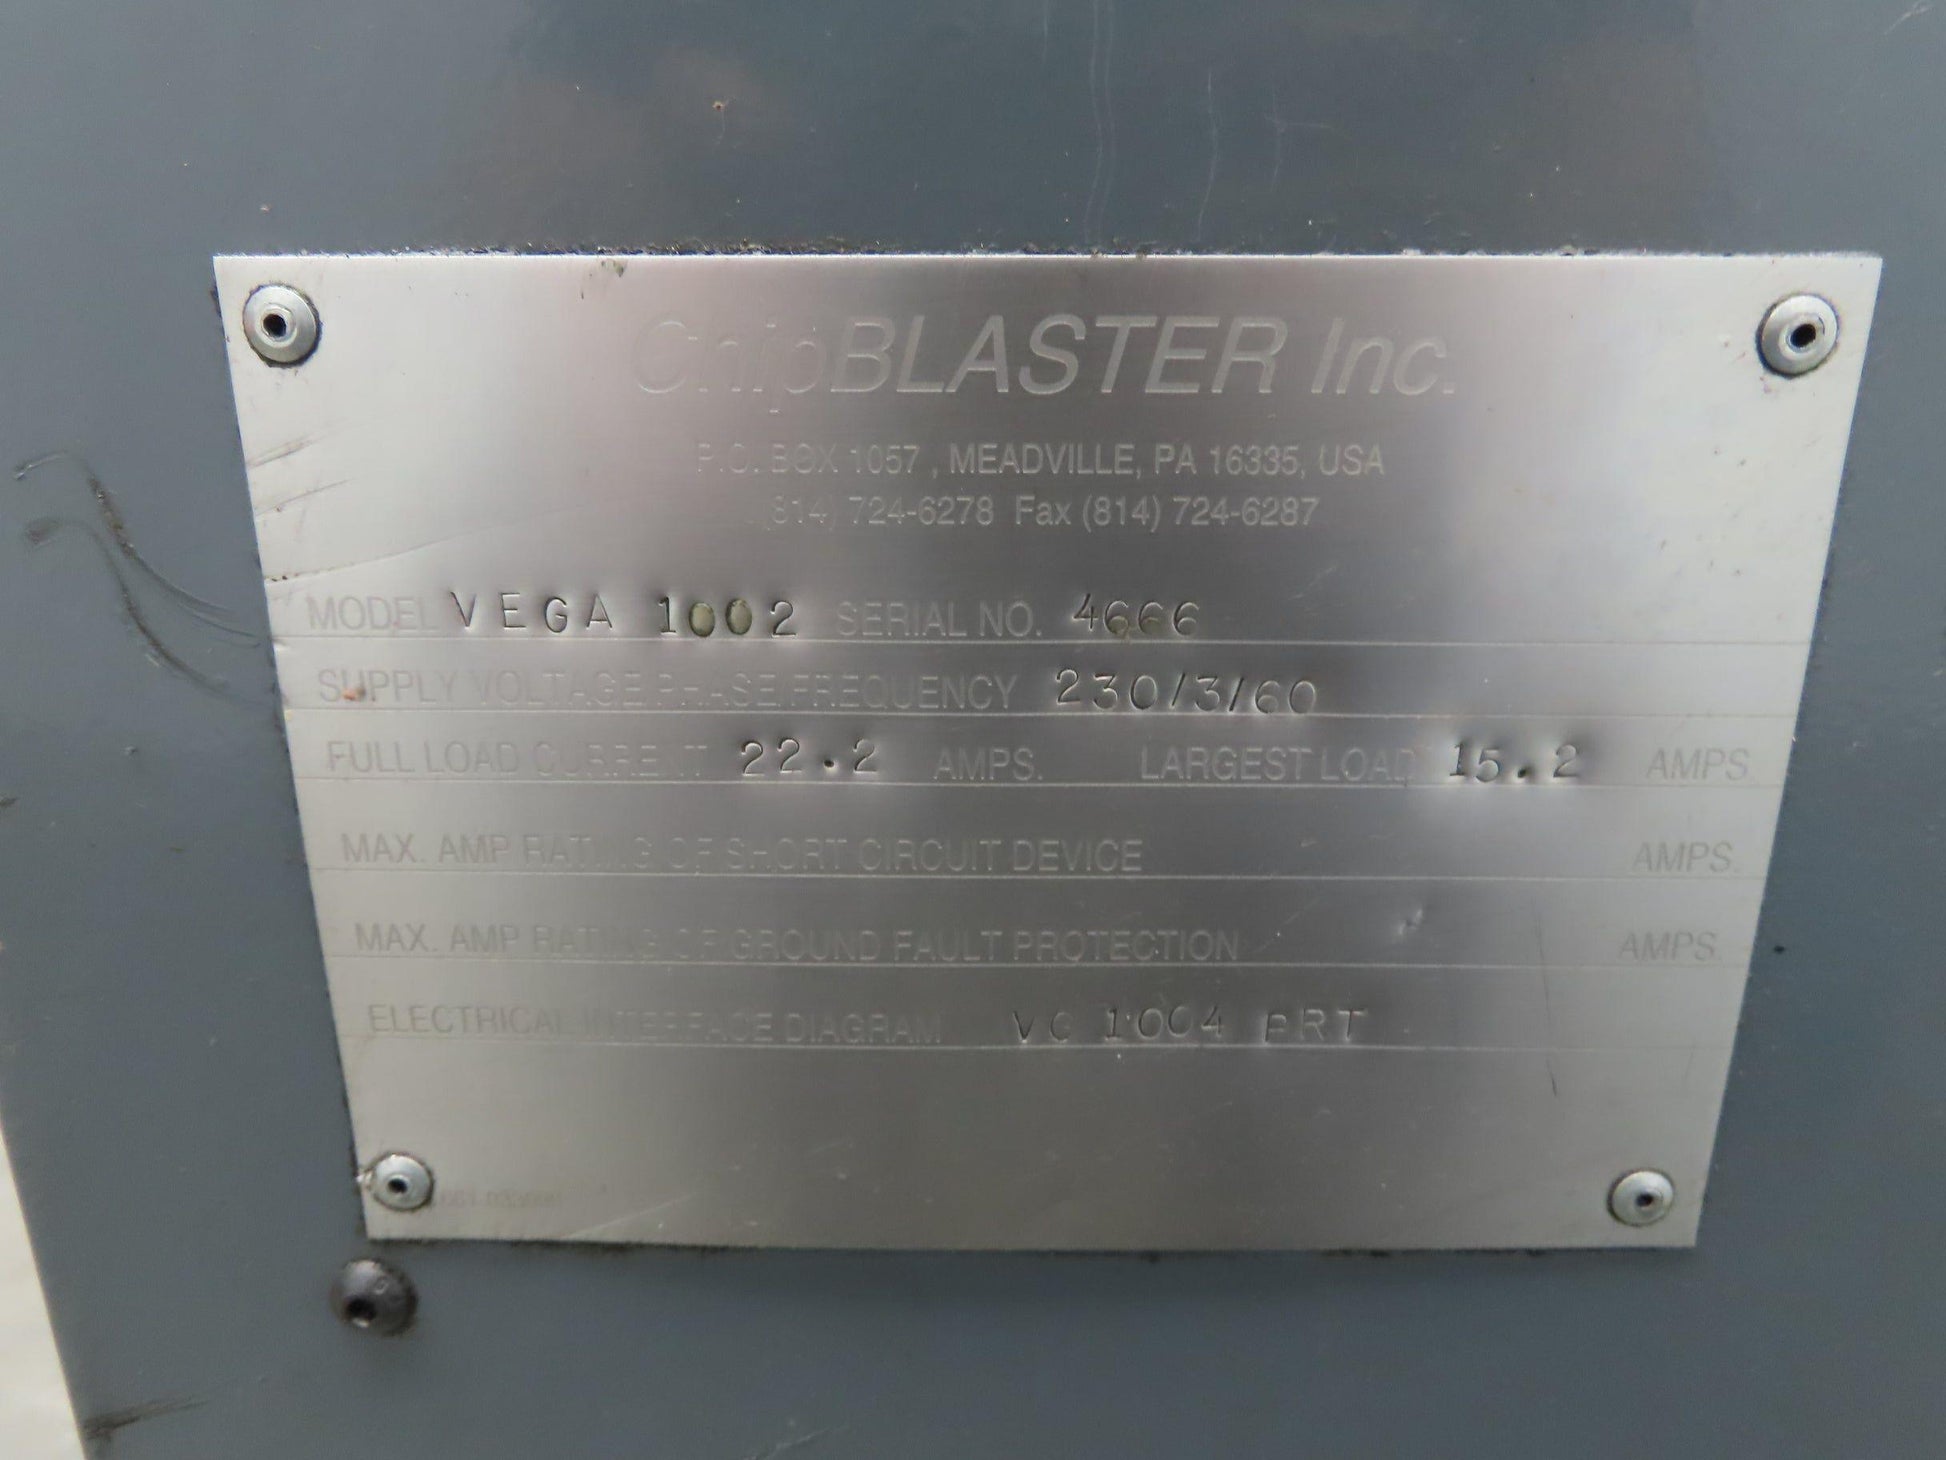 ChipBLASTER Inc.
P.O. BOX 1057, MEADVILLE, PA 16335, USA
(814) 724-6278 Fax (814) 724-6287
MODEL VEGA 1002 SERIAL NO. 4666
SUPPLY VOLTAGE/PHASE/FREQUENCY 230/3/60
FULL LOAD CURRENT 22.2 AMPS. LARGEST LOAD 15.2 AMPS.
MAX. AMP RATING OF SHORT CIRCUIT DEVICE AMPS.
MAX. AMP RATING OF GROUND FAULT PROTECTION AMPS.
ELECTRICAL INTERFACE DIAGRAM VC 1004 PRT